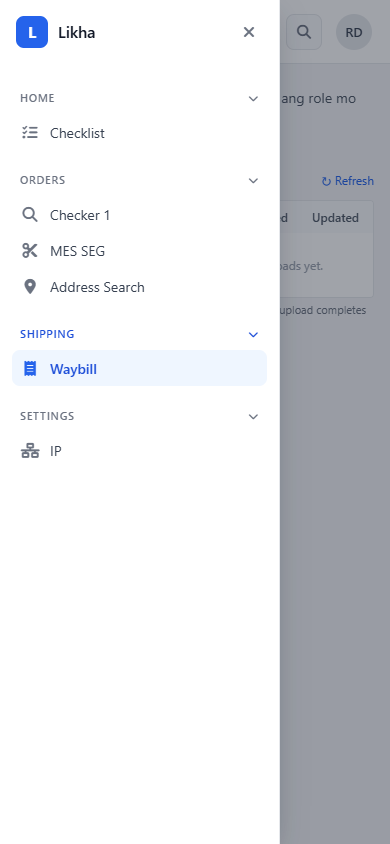 L Likha
RD
HOME
Checklist
ang role mo
ORDERS
Refresh
Checker 1
Updated
MES SEG
yet.
Address Search
upload completes
SHIPPING
Waybill
SETTINGS
IP